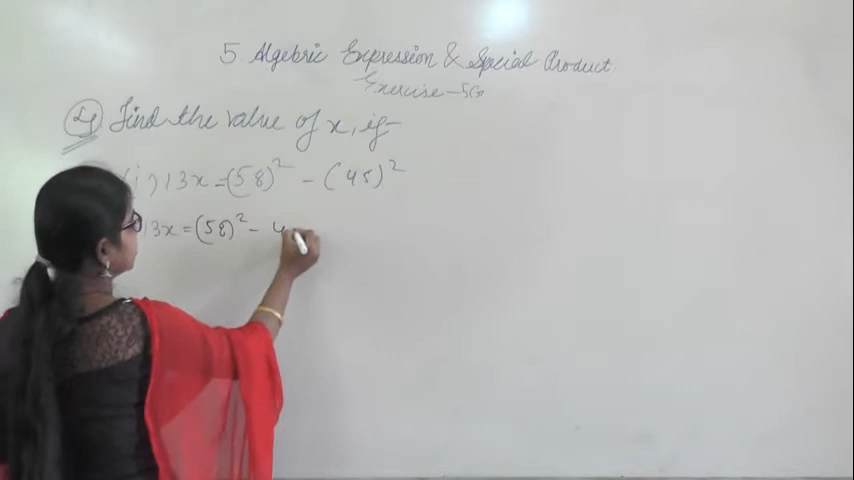 5 Algebric Expression & Special Product
Exercise-5G
4 Find the value of x, if
(i) 13x = (58)² - (45)²
13x = (58)² - 4